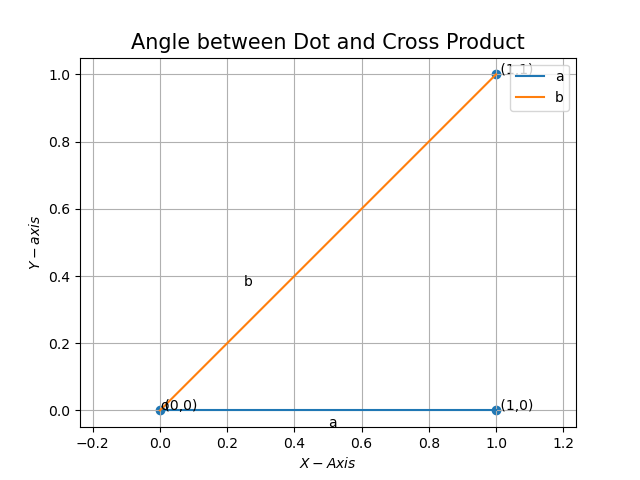 Angle between Dot and Cross Product
1.0
0.8
0.6
0.4
0.2
0.0
Y − axis
(1,1)
a
b
b
(0,0)
(1,0)
a
−0.2
0.0
0.2
0.4
0.6
0.8
1.0
1.2
X − Axis